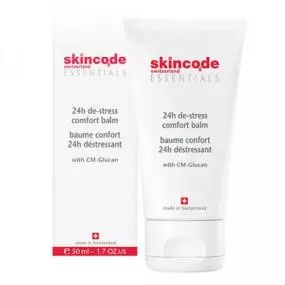 skincode
switzerland
ESSENTIALS
24h de-stress
comfort balm
baume confort
24h déstressant
with CM-Glucan
made in Switzerland
e 50 ml - 1.7 OZ.US
skincode
switzerland
ESSENTIALS
24h de-stress
comfort balm
baume confort
24h déstressant
with CM-Glucan
made in Switzerland